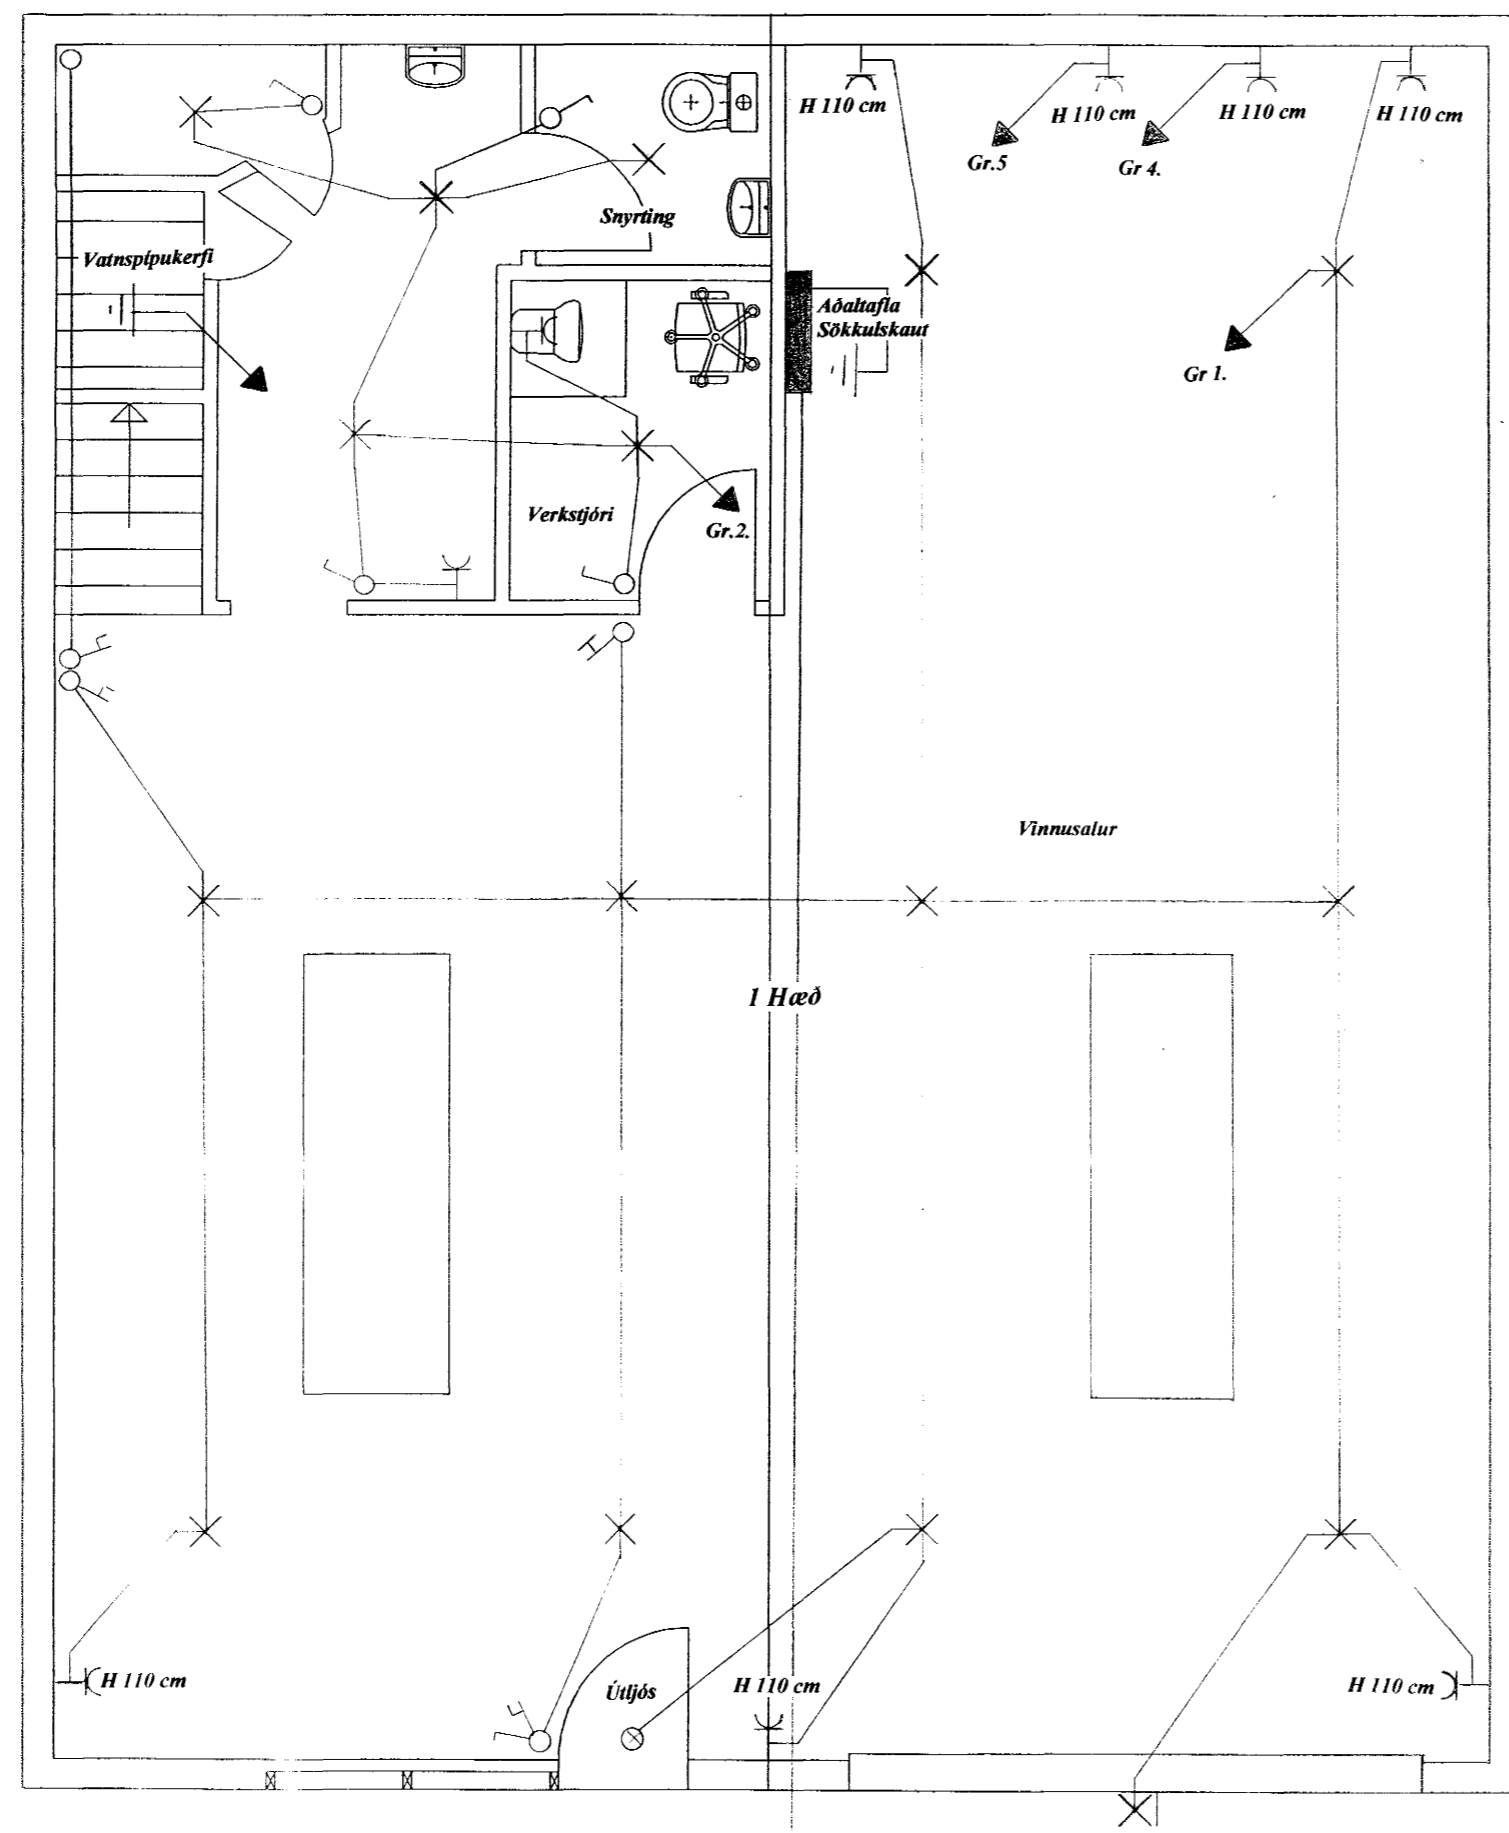 H 110 cm
H 110 cm
H 110 cm
H 110 cm
Gr.5
Gr 4.
Snyrting
Vatnspípukerfi
Aðaltafla
Sökkulskaut
Gr 1.
Verkstjóri
Gr.2.
Vinnusalur
1 Hæð
H 110 cm
Útljós
H 110 cm
H 110 cm